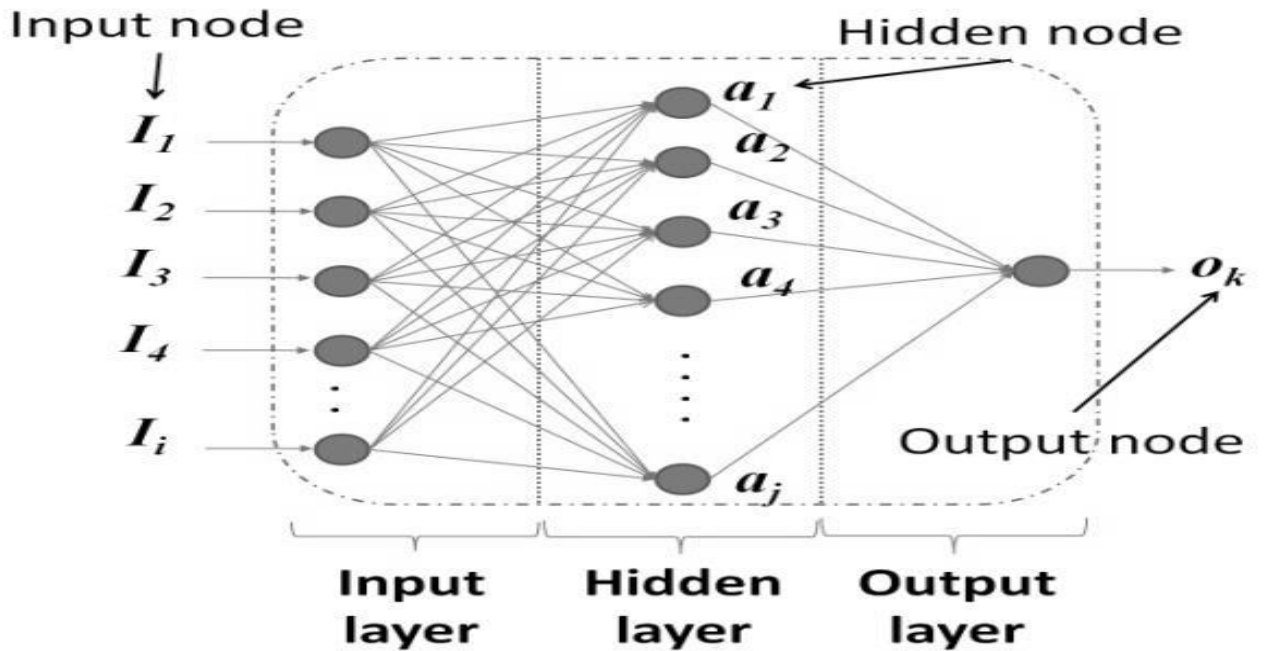 Input node
Hidden node
I₁
I₂
I₃
I₄
Iᵢ
a₁
a₂
a₃
a₄
aⱼ
oₖ
Output node
Input
layer
Hidden
layer
Output
layer